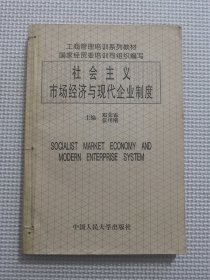 工商管理培训系列教材
国家经贸委培训司组织编写
社会主义
市场经济与现代企业制度
主编
SOCIALIST MARKET ECONOMY AND
MODERN ENTERPRISE SYSTEM
中国人民大学出版社